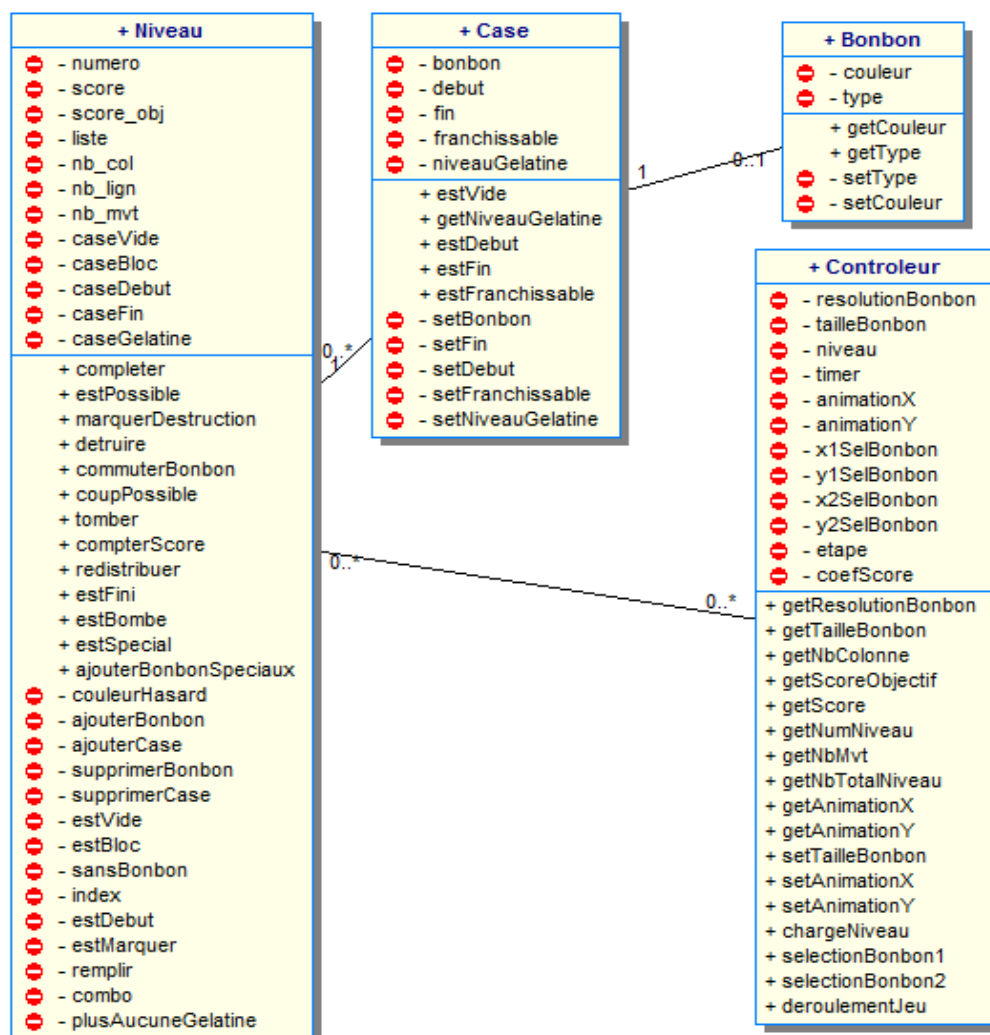 + Niveau
- numero
- score
- score_obj
- liste
- nb_col
- nb_lign
- nb_mvt
- caseVide
- caseBloc
- caseDebut
- caseFin
- caseGelatine
+ completer
+ estPossible
+ marquerDestruction
+ detruire
+ commuterBonbon
+ coupPossible
+ tomber
+ compterScore
+ redistribuer
+ estFini
+ estBombe
+ estSpecial
+ ajouterBonbonSpeciaux
- couleurHasard
- ajouterBonbon
- ajouterCase
- supprimerBonbon
- supprimerCase
- estVide
- estBloc
- sansBonbon
- index
- estDebut
- estMarquer
- remplir
- combo
- plusAucuneGelatine
0..*
1
0..*
0..*
+ Case
- bonbon
- debut
- fin
- franchissable
- niveauGelatine
+ estVide
+ getNiveauGelatine
+ estDebut
+ estFin
+ estFranchissable
- setBonbon
- setFin
- setDebut
- setFranchissable
- setNiveauGelatine
1
0..1
+ Bonbon
- couleur
- type
+ getCouleur
+ getType
- setType
- setCouleur
+ Controleur
- resolutionBonbon
- tailleBonbon
- niveau
- timer
- animationX
- animationY
- x1SelBonbon
- y1SelBonbon
- x2SelBonbon
- y2SelBonbon
- etape
- coefScore
+ getResolutionBonbon
+ getTailleBonbon
+ getNbColonne
+ getScoreObjectif
+ getScore
+ getNumNiveau
+ getNbMvt
+ getNbTotalNiveau
+ getAnimationX
+ getAnimationY
+ setTailleBonbon
+ setAnimationX
+ setAnimationY
+ chargeNiveau
+ selectionBonbon1
+ selectionBonbon2
+ deroulementJeu